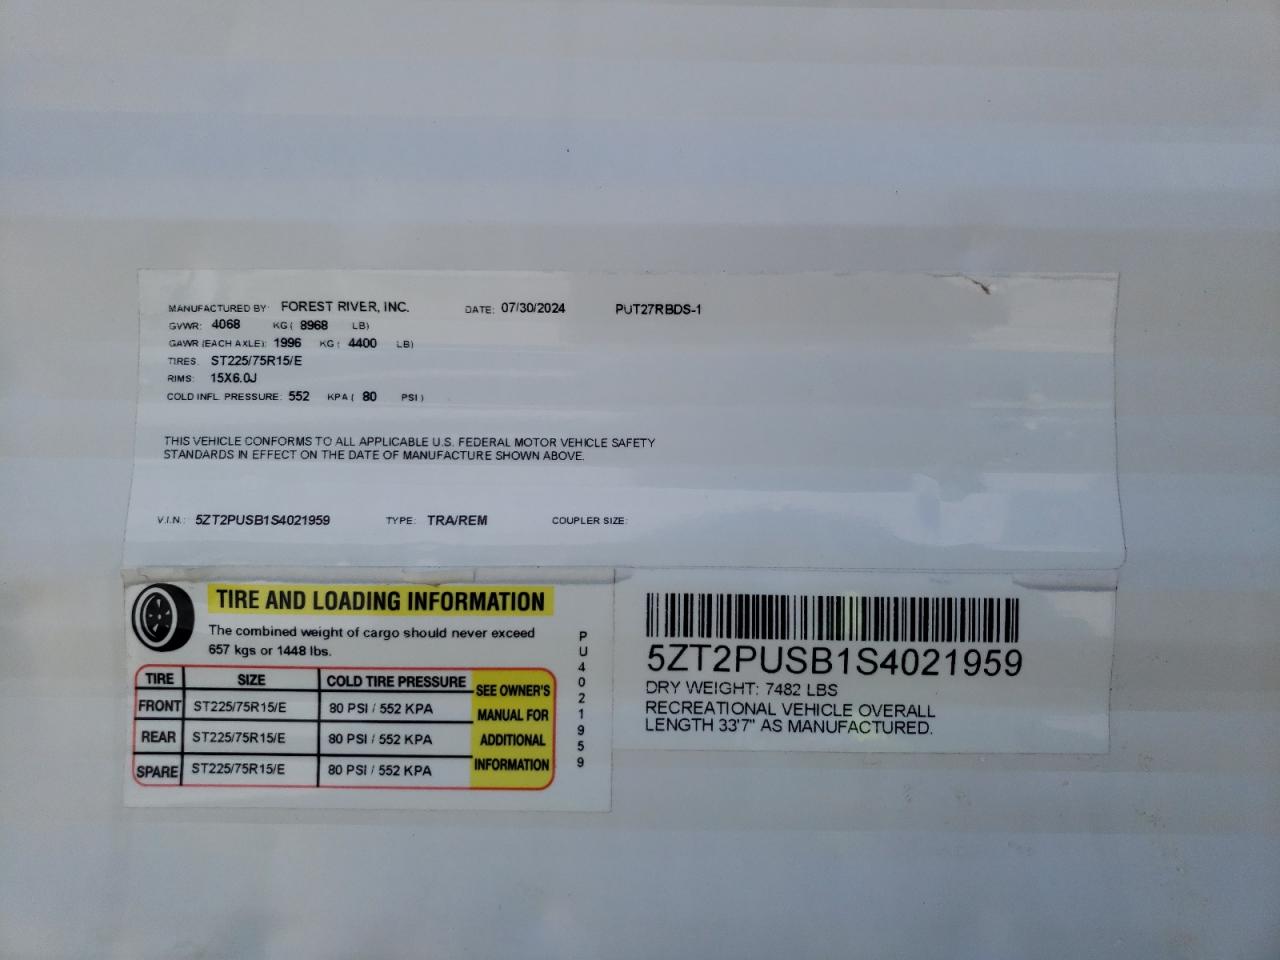 MANUFACTURED BY: FOREST RIVER, INC. DATE: 07/30/2024 PUT27RBDS-1
GVWR: 4068 KG ( 8968 LB)
GAWR (EACH AXLE): 1996 KG ( 4400 LB)
TIRES: ST225/75R15/E
RIMS: 15X6.0J
COLD INFL. PRESSURE: 552 KPA ( 80 PSI )
THIS VEHICLE CONFORMS TO ALL APPLICABLE U.S. FEDERAL MOTOR VEHICLE SAFETY
STANDARDS IN EFFECT ON THE DATE OF MANUFACTURE SHOWN ABOVE.
V.I.N.: 5ZT2PUSB1S4021959 TYPE: TRA/REM COUPLER SIZE:
TIRE AND LOADING INFORMATION
The combined weight of cargo should never exceed
657 kgs or 1448 lbs.
TIRE SIZE COLD TIRE PRESSURE
FRONT ST225/75R15/E 80 PSI / 552 KPA
REAR ST225/75R15/E 80 PSI / 552 KPA
SPARE ST225/75R15/E 80 PSI / 552 KPA
SEE OWNER'S
MANUAL FOR
ADDITIONAL
INFORMATION
PU4021959
5ZT2PUSB1S4021959
DRY WEIGHT: 7482 LBS
RECREATIONAL VEHICLE OVERALL
LENGTH 33'7" AS MANUFACTURED.